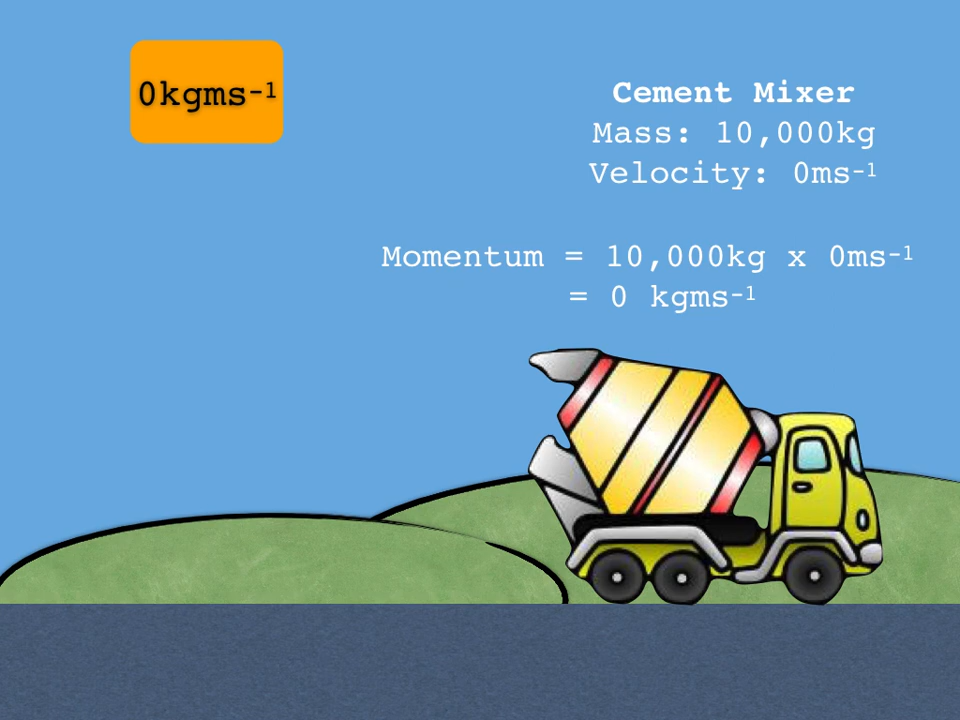 0kgms⁻¹
Cement Mixer
Mass: 10,000kg
Velocity: 0ms⁻¹
Momentum = 10,000kg x 0ms⁻¹
= 0 kgms⁻¹